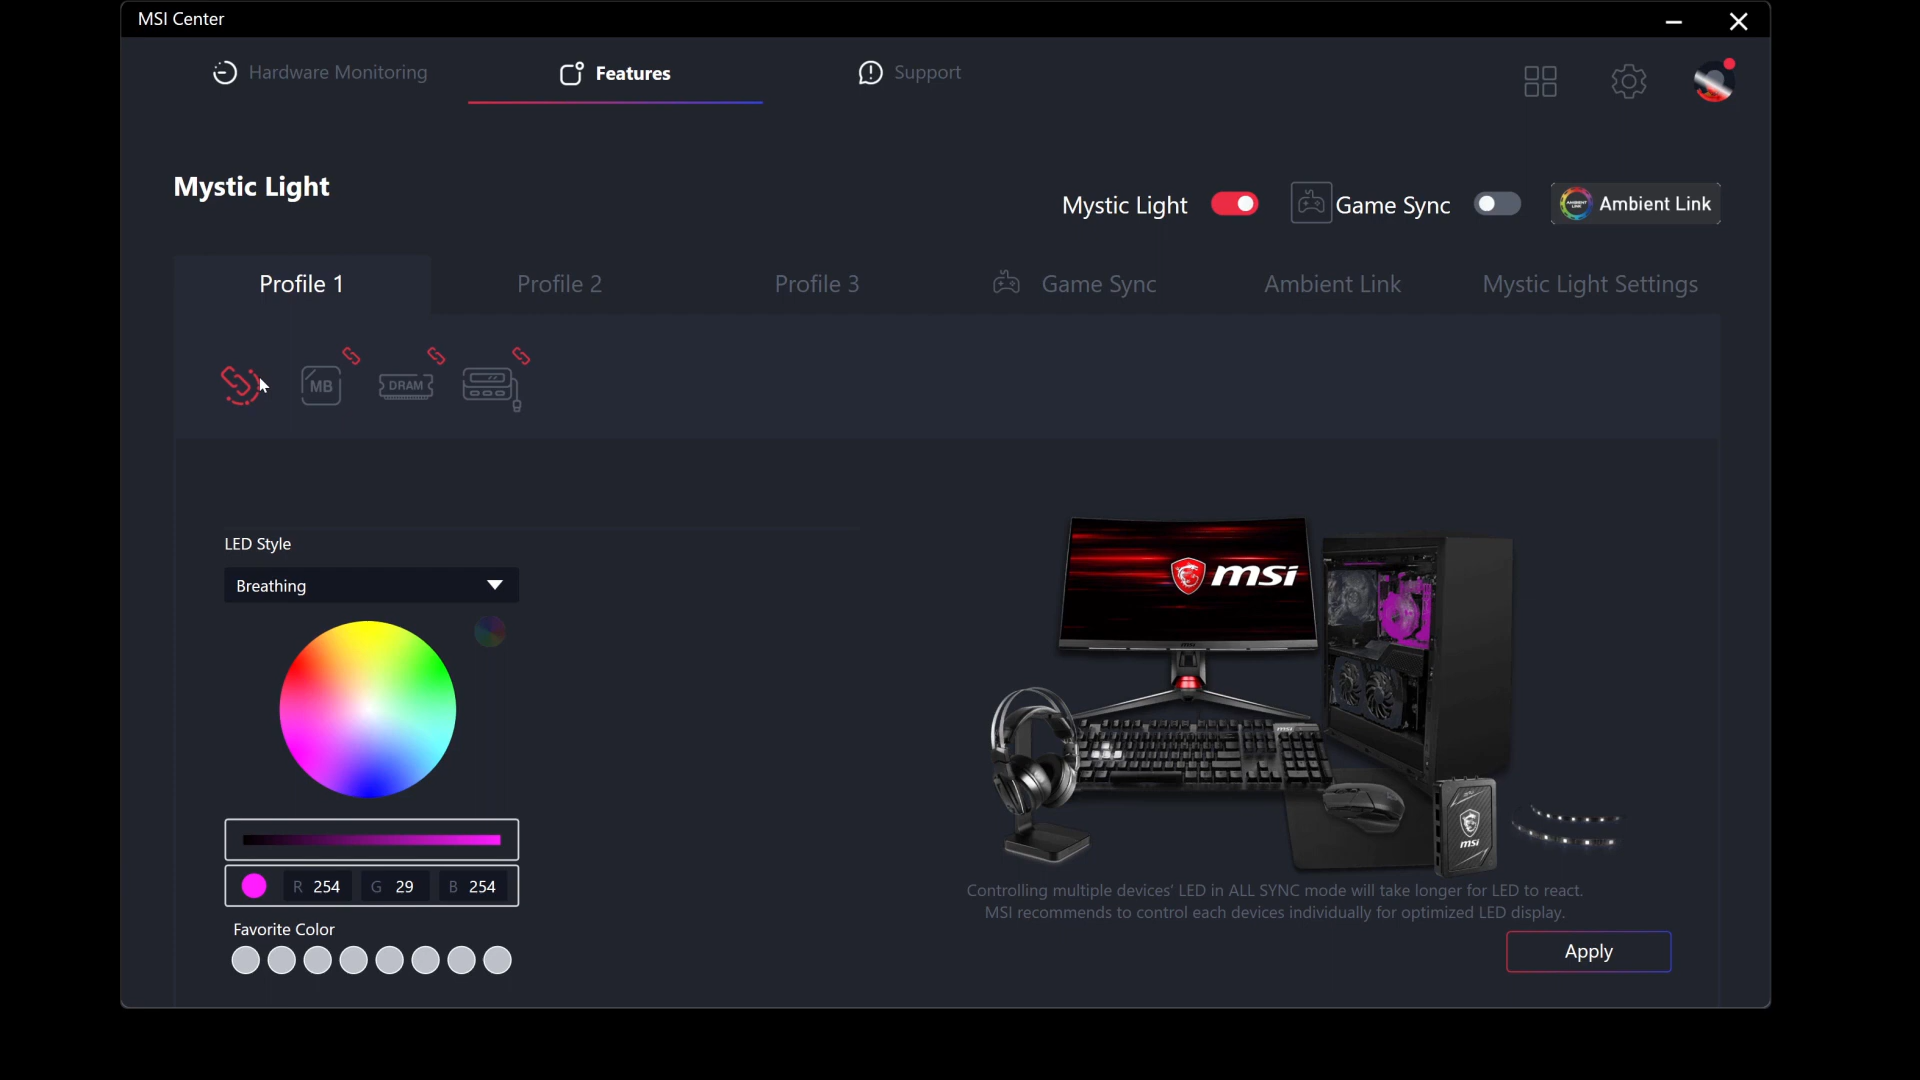 MSI Center
Hardware Monitoring
Features
Support
Mystic Light
Mystic Light
Game Sync
Ambient Link
Profile 1
Profile 2
Profile 3
Game Sync
Ambient Link
Mystic Light Settings
MB
DRAM
LED Style
Breathing
msi
R 254
G 29
B 254
msi
Favorite Color
Controlling multiple devices' LED in ALL SYNC mode will take longer for LED to react.
MSI recommends to control each devices individually for optimized LED display.
Apply